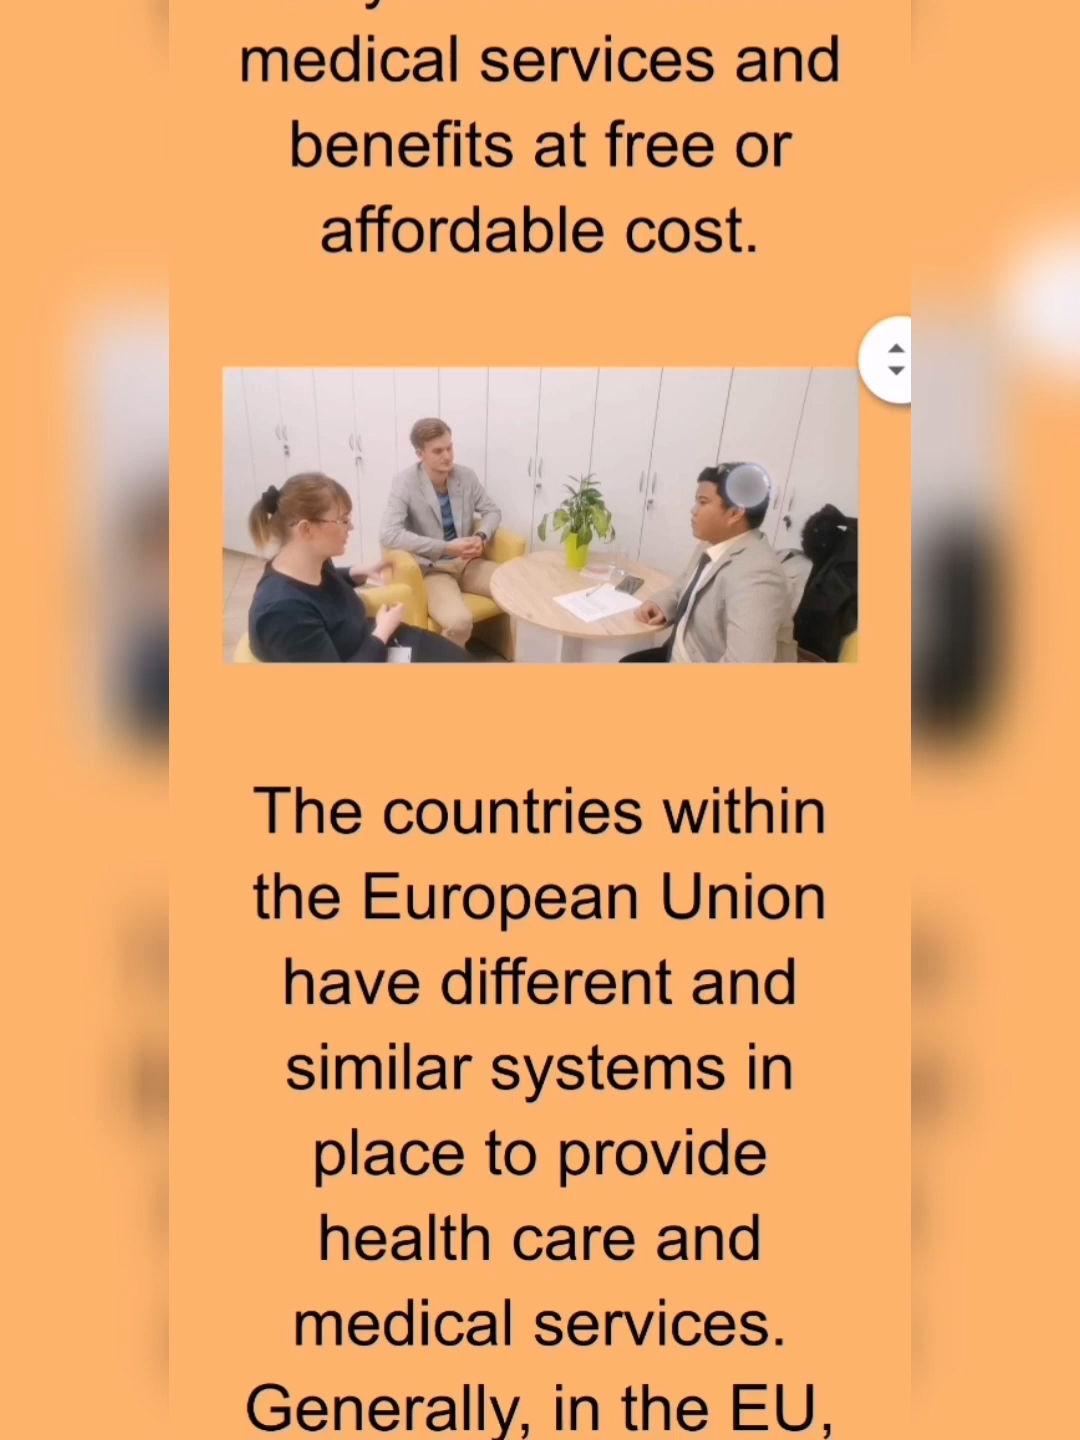 medical services and
benefits at free or
affordable cost.
The countries within
the European Union
have different and
similar systems in
place to provide
health care and
medical services.
Generally, in the EU,